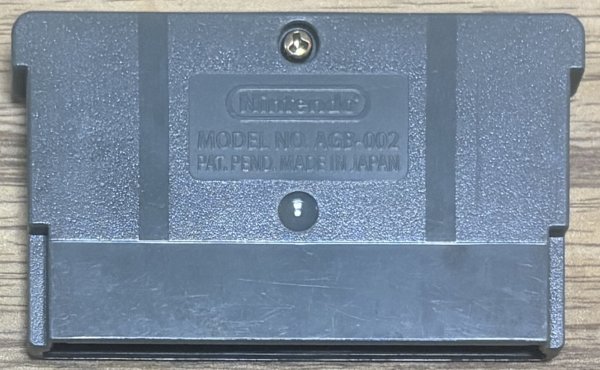 Nintendo
MODEL NO. AGB-002
PAT. PEND. MADE IN JAPAN